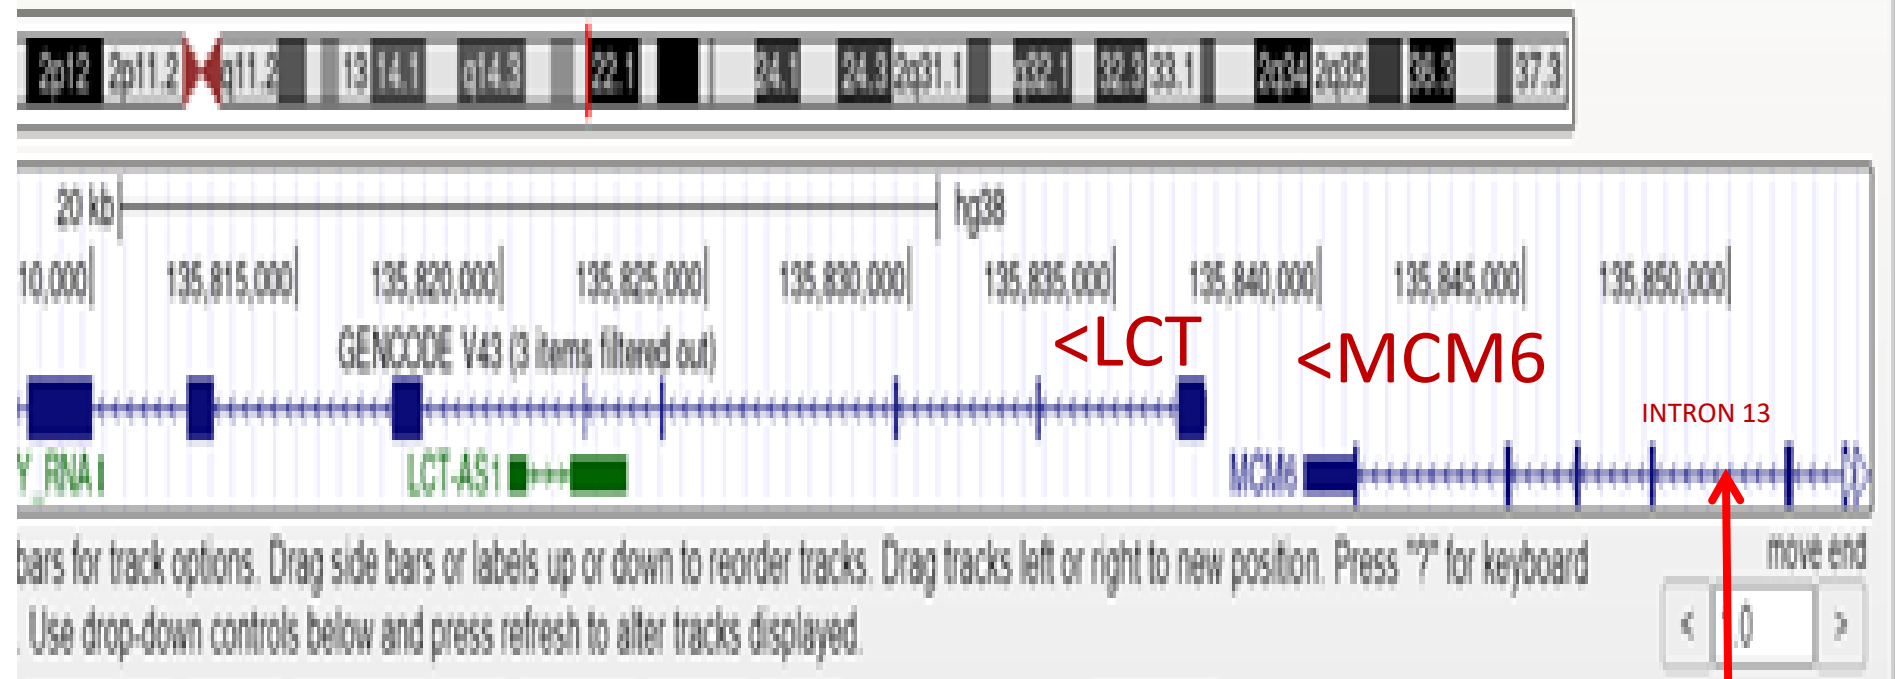 2p12 2p11.2 q11.2 13 14.1 q14.3 22.1 24.1 24.3 2q31.1 q32.1 32.3 33.1 2q34 2q35 36.3 37.3
20 kb hg38
10,000 135,815,000 135,820,000 135,825,000 135,830,000 135,835,000 135,840,000 135,845,000 135,850,000
<LCT <MCM6
GENCODE V43 (3 items filtered out)
INTRON 13
Y_RNA LCT-AS1 MCM6
bars for track options. Drag side bars or labels up or down to reorder tracks. Drag tracks left or right to new position. Press "?" for keyboard
move end
. Use drop-down controls below and press refresh to alter tracks displayed.
< .0 >